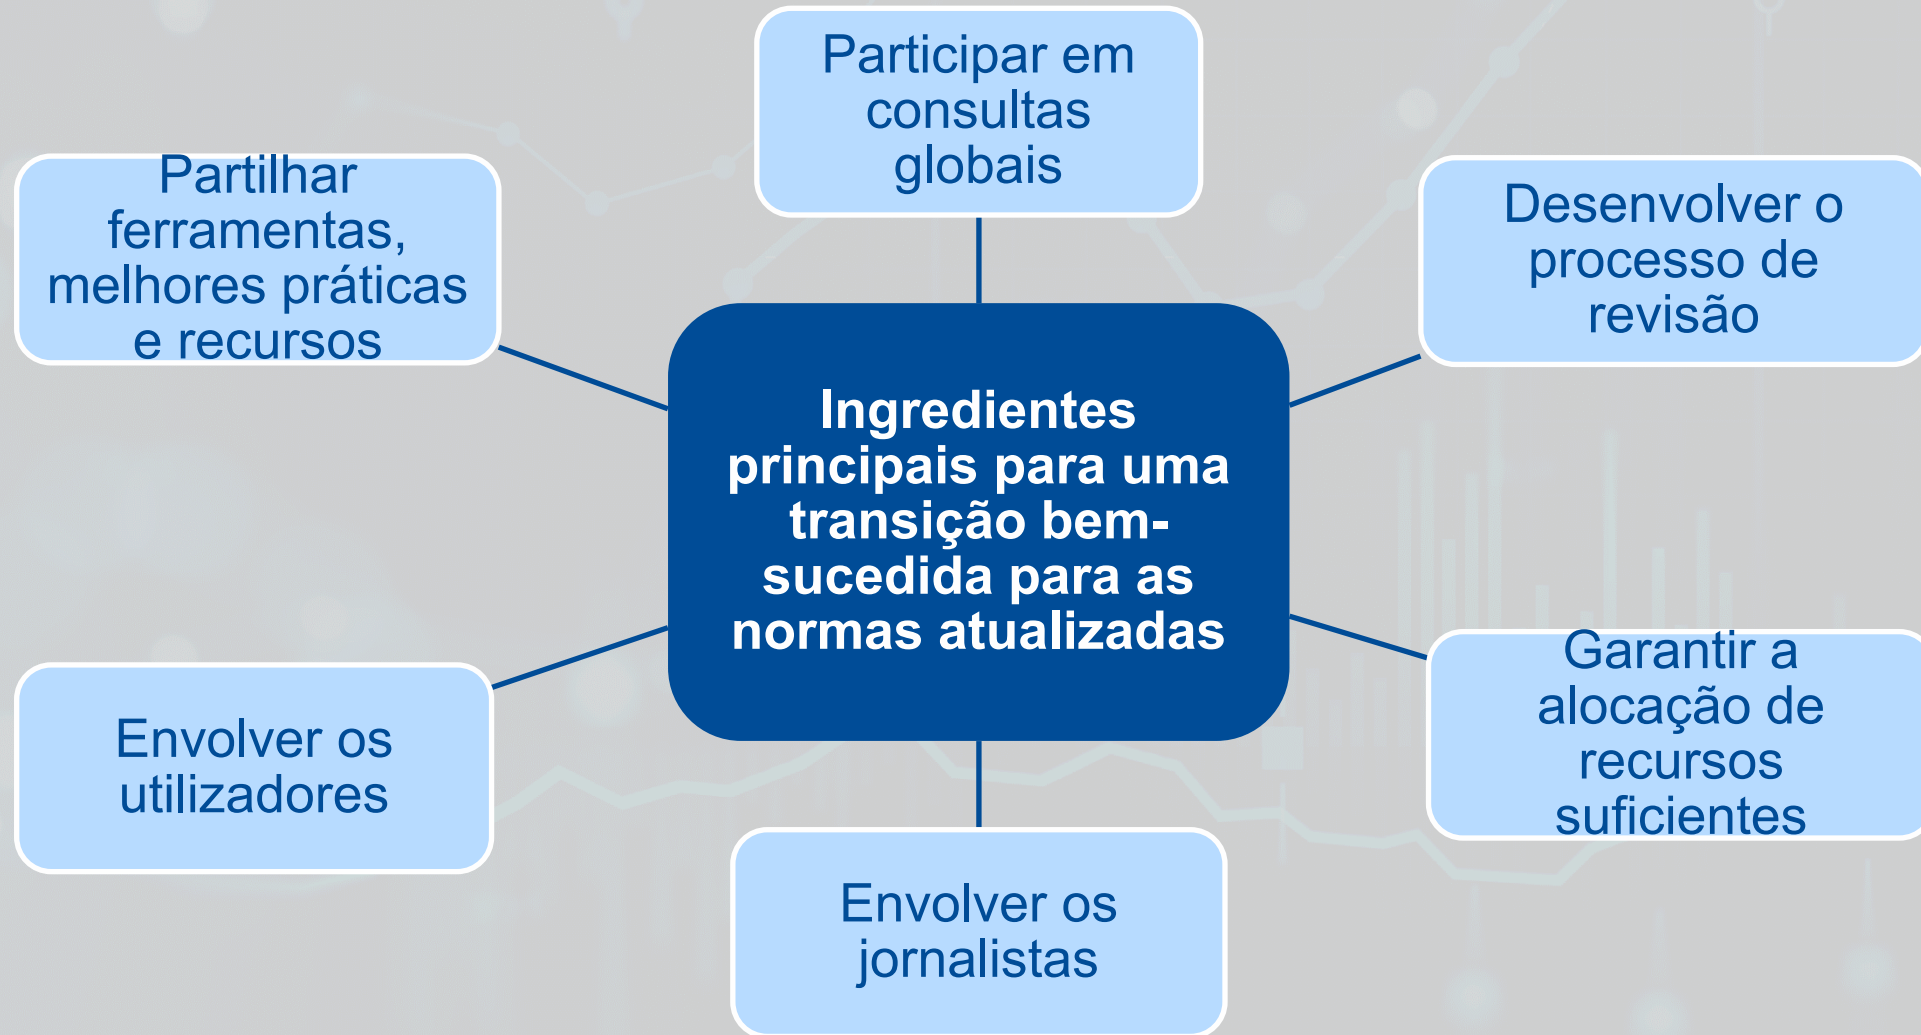 Participar em
consultas
globais
Partilhar
ferramentas,
melhores práticas
e recursos
Desenvolver o
processo de
revisão
Ingredientes
principais para uma
transição bem-
sucedida para as
normas atualizadas
Envolver os
utilizadores
Garantir a
alocação de
recursos
suficientes
Envolver os
jornalistas